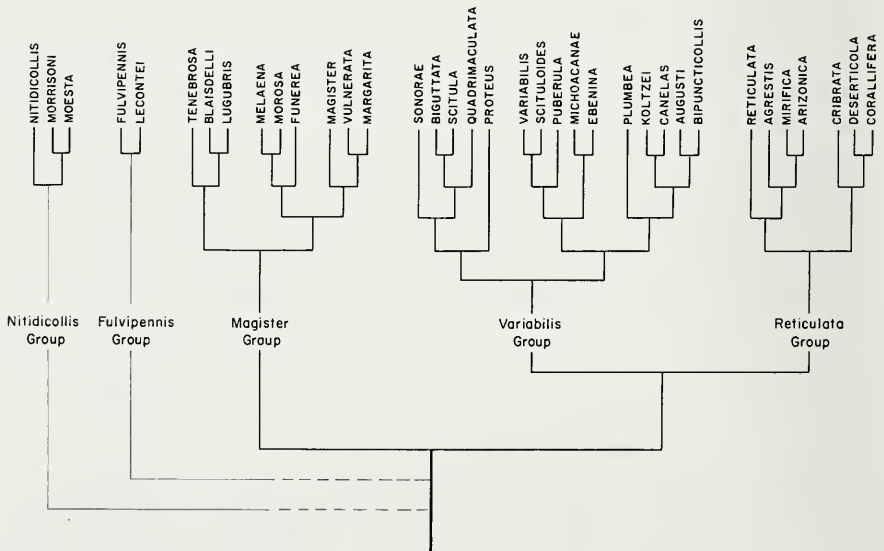 NITIDICOLLIS
MORRISONI
MOESTA
FULVIPENNIS
LECONTEI
TENEBROSA
BLAISDELLI
LUGUBRIS
MELAENA
MOROSA
FUNEREA
MAGISTER
VULNERATA
MARGARITA
SONORAE
BIGUTTATA
SCITULA
QUADRIMACULATA
PROTEUS
VARIABILIS
SCITULOIDES
PUBERULA
MICHOACANAE
EBENINA
PLUMBEA
KOLTZEI
CANELAS
AUGUSTI
BIPUNCTICOLLIS
RETICULATA
AGRESTIS
MIRIFICA
ARIZONICA
CRIBRATA
DESERTICOLA
CORALLIFERA
Nitidicollis
Group
Fulvipennis
Group
Magister
Group
Variabilis
Group
Reticulata
Group